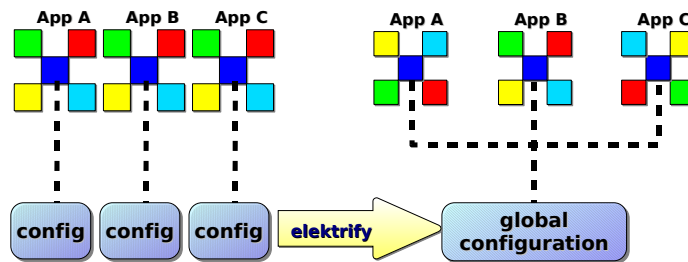 App A App B App C
App A App B App C
config config config
elektrify
global
configuration